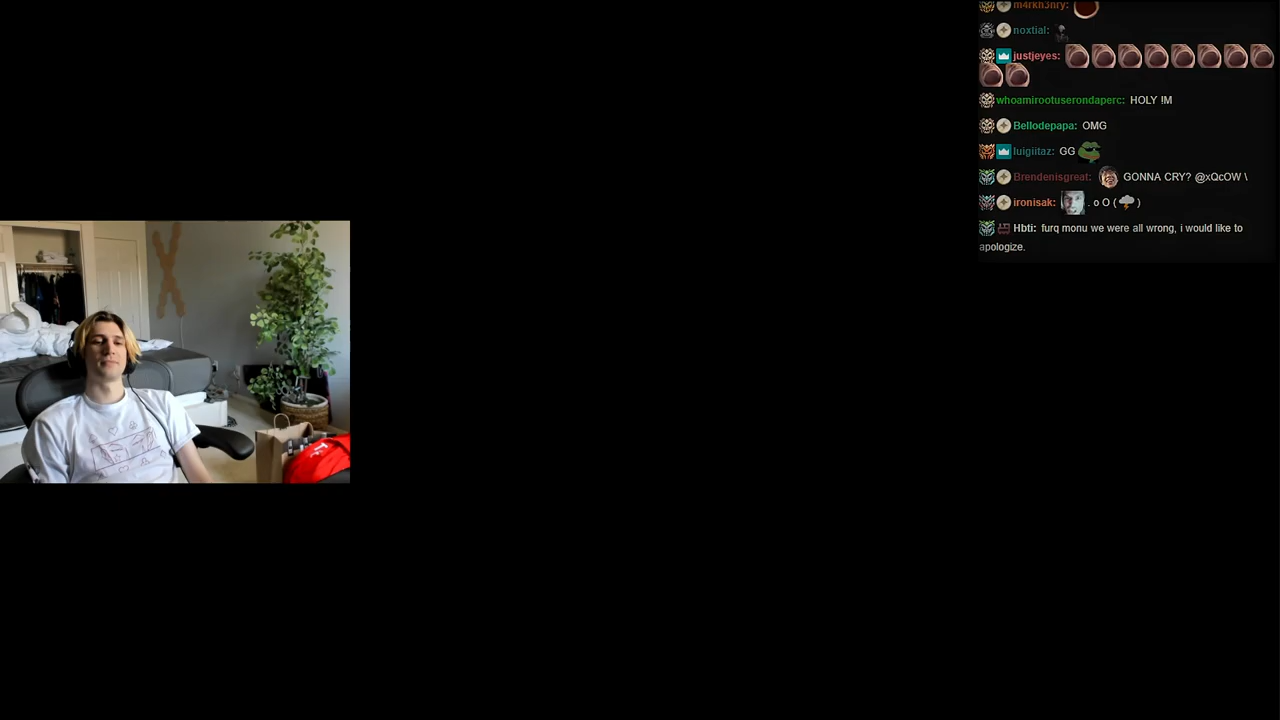 m4rkh3nry:
noxtial:
justjeyes:
whoamirootuserondaperc: HOLY !M
Bellodepapa: OMG
luigiitaz: GG
Brendenisgreat: GONNA CRY? @xQcOW \
ironisak: . o O ( )
Hbti: furq monu we were all wrong, i would like to
apologize.